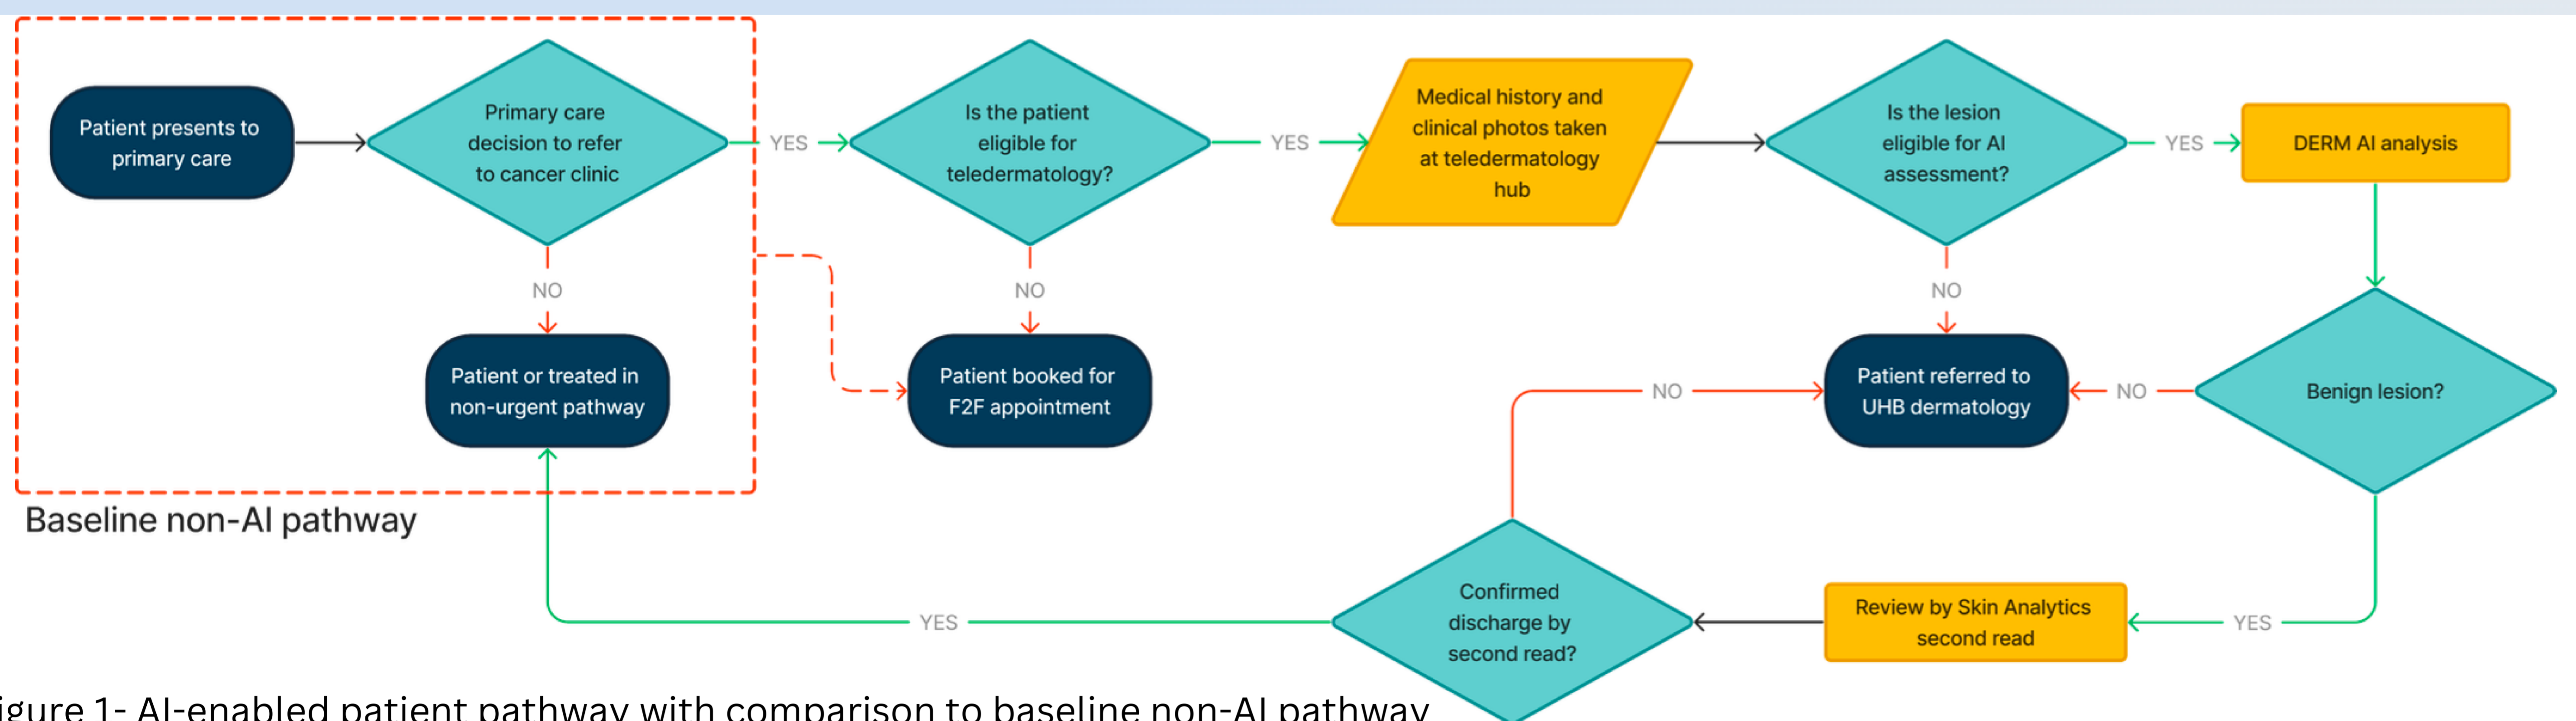 Patient presents to
primary care
Primary care
decision to refer
to cancer clinic
YES
Is the patient
eligible for
teledermatology?
YES
Medical history and
clinical photos taken
at teledermatology
hub
Is the lesion
eligible for AI
assessment?
YES
DERM AI analysis
NO
NO
NO
Patient or treated in
non-urgent pathway
Patient booked for
F2F appointment
NO
Patient referred to
UHB dermatology
NO
Benign lesion?
Baseline non-AI pathway
YES
Confirmed
discharge by
second read?
Review by Skin Analytics
second read
YES
igure 1- AI-enabled patient pathway with comparison to baseline non-AI pathway